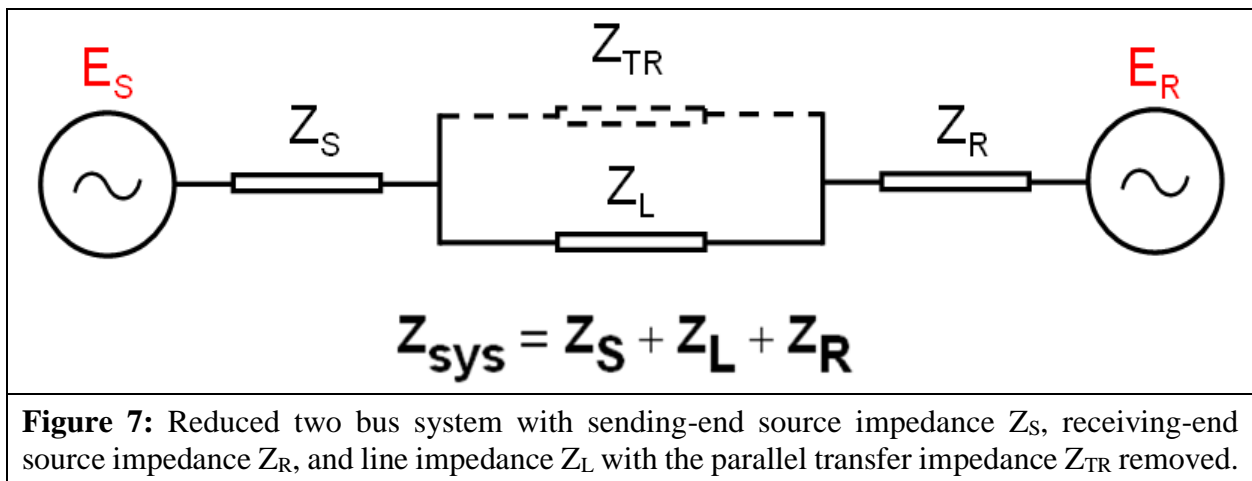 Z_TR
E_S
E_R
Z_S
Z_R
Z_L
Z_sys = Z_S + Z_L + Z_R
Figure 7: Reduced two bus system with sending-end source impedance Z_S, receiving-end
source impedance Z_R, and line impedance Z_L with the parallel transfer impedance Z_TR removed.